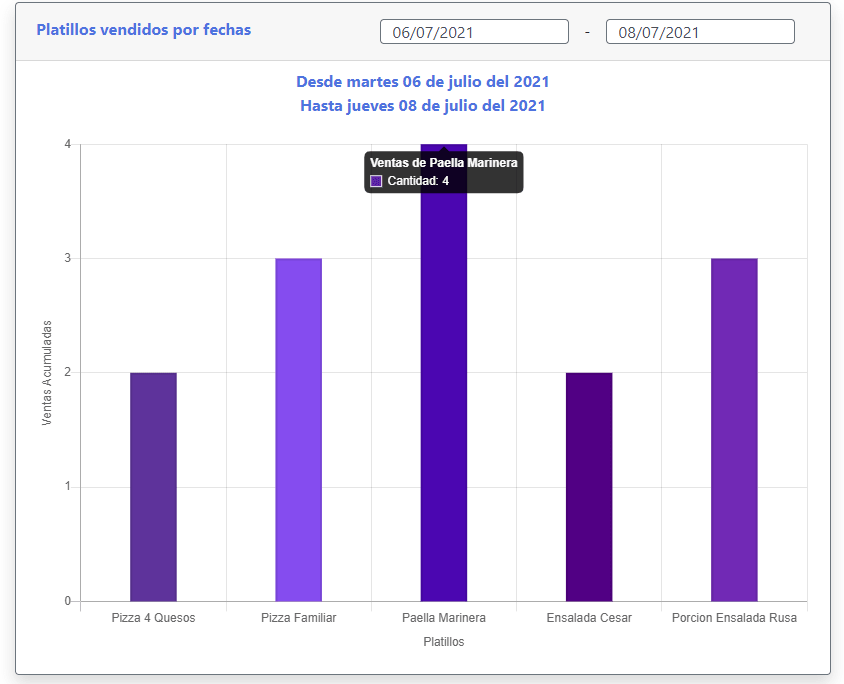 Platillos vendidos por fechas
06/07/2021 - 08/07/2021
Desde martes 06 de julio del 2021
Hasta jueves 08 de julio del 2021
4
Ventas de Paella Marinera
Cantidad: 4
3
2
1
0
Ventas Acumuladas
Pizza 4 Quesos Pizza Familiar Paella Marinera Ensalada Cesar Porcion Ensalada Rusa
Platillos